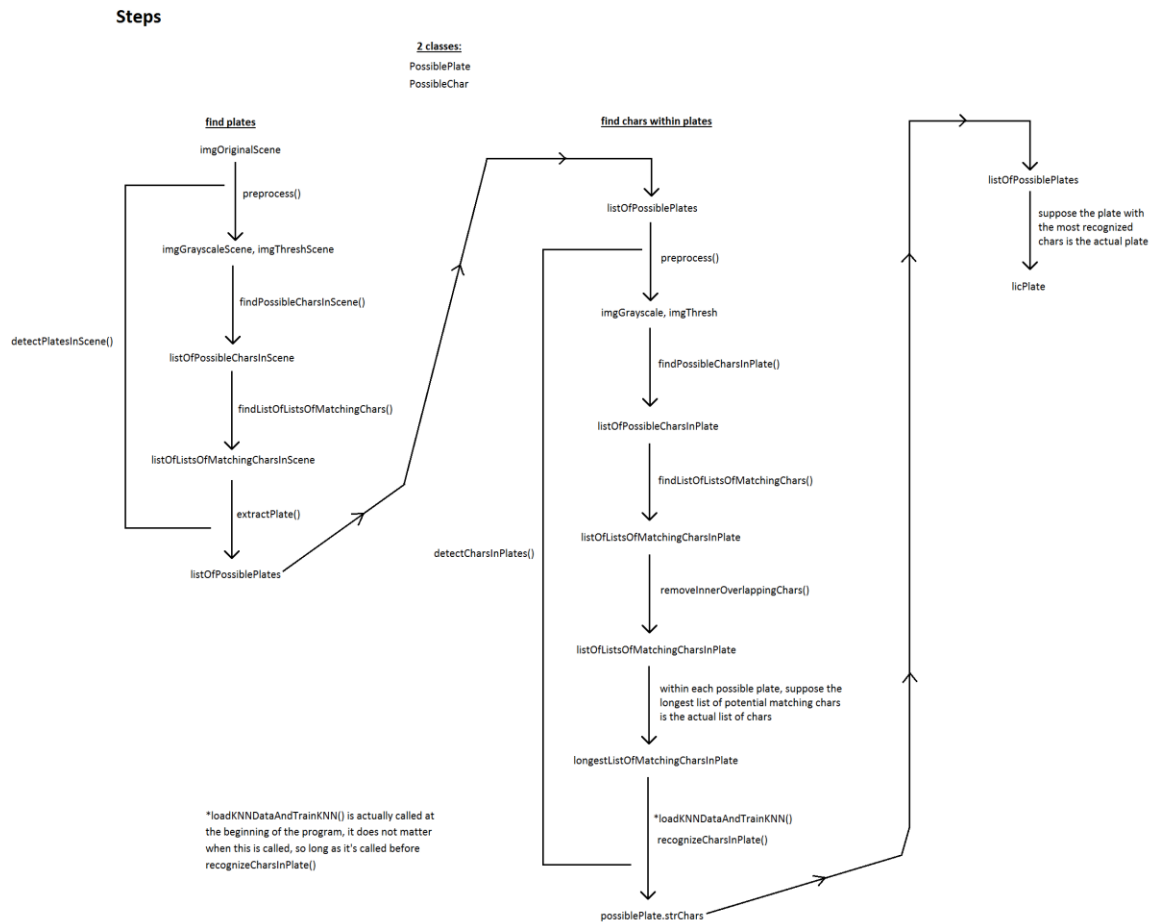 Steps
2 classes:
PossiblePlate
PossibleChar
find plates
imgOriginalScene
preprocess()
imgGrayscaleScene, imgThreshScene
findPossibleCharsInScene()
detectPlatesInScene()
listOfPossibleCharsInScene
findListOfListsOfMatchingChars()
listOfListsOfMatchingCharsInScene
extractPlate()
listOfPossiblePlates
find chars within plates
listOfPossiblePlates
preprocess()
imgGrayscale, imgThresh
findPossibleCharsInPlate()
listOfPossibleCharsInPlate
findListOfListsOfMatchingChars()
listOfListsOfMatchingCharsInPlate
detectCharsInPlates()
removeInnerOverlappingChars()
listOfListsOfMatchingCharsInPlate
within each possible plate, suppose the
longest list of potential matching chars
is the actual list of chars
longestListOfMatchingCharsInPlate
*loadKNNDataAndTrainKNN()
recognizeCharsInPlate()
possiblePlate.strChars
*loadKNNDataAndTrainKNN() is actually called at
the beginning of the program, it does not matter
when this is called, so long as it's called before
recognizeCharsInPlate()
listOfPossiblePlates
suppose the plate with
the most recognized
chars is the actual plate
licPlate